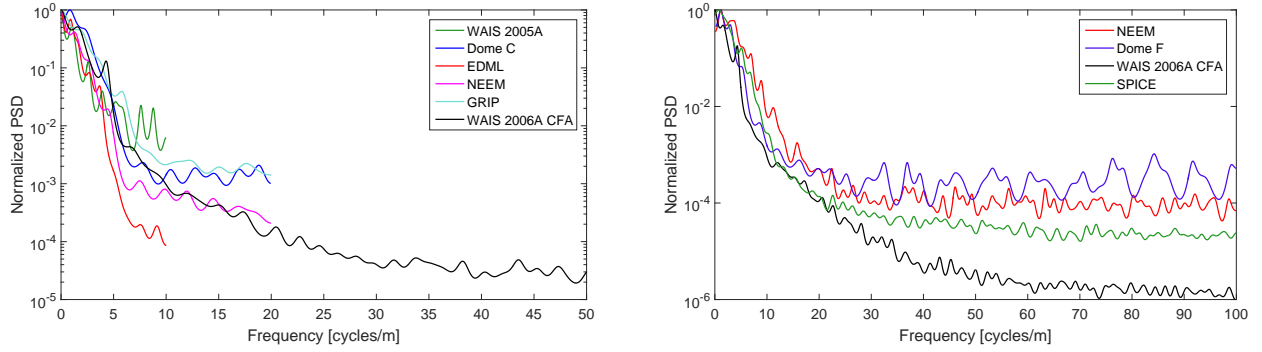 Normalized PSD
10^0
10^-1
10^-2
10^-3
10^-4
10^-5
0 5 10 15 20 25 30 35 40 45 50
Frequency [cycles/m]
WAIS 2005A
Dome C
EDML
NEEM
GRIP
WAIS 2006A CFA
Normalized PSD
10^0
10^-2
10^-4
10^-6
0 10 20 30 40 50 60 70 80 90 100
Frequency [cycles/m]
NEEM
Dome F
WAIS 2006A CFA
SPICE